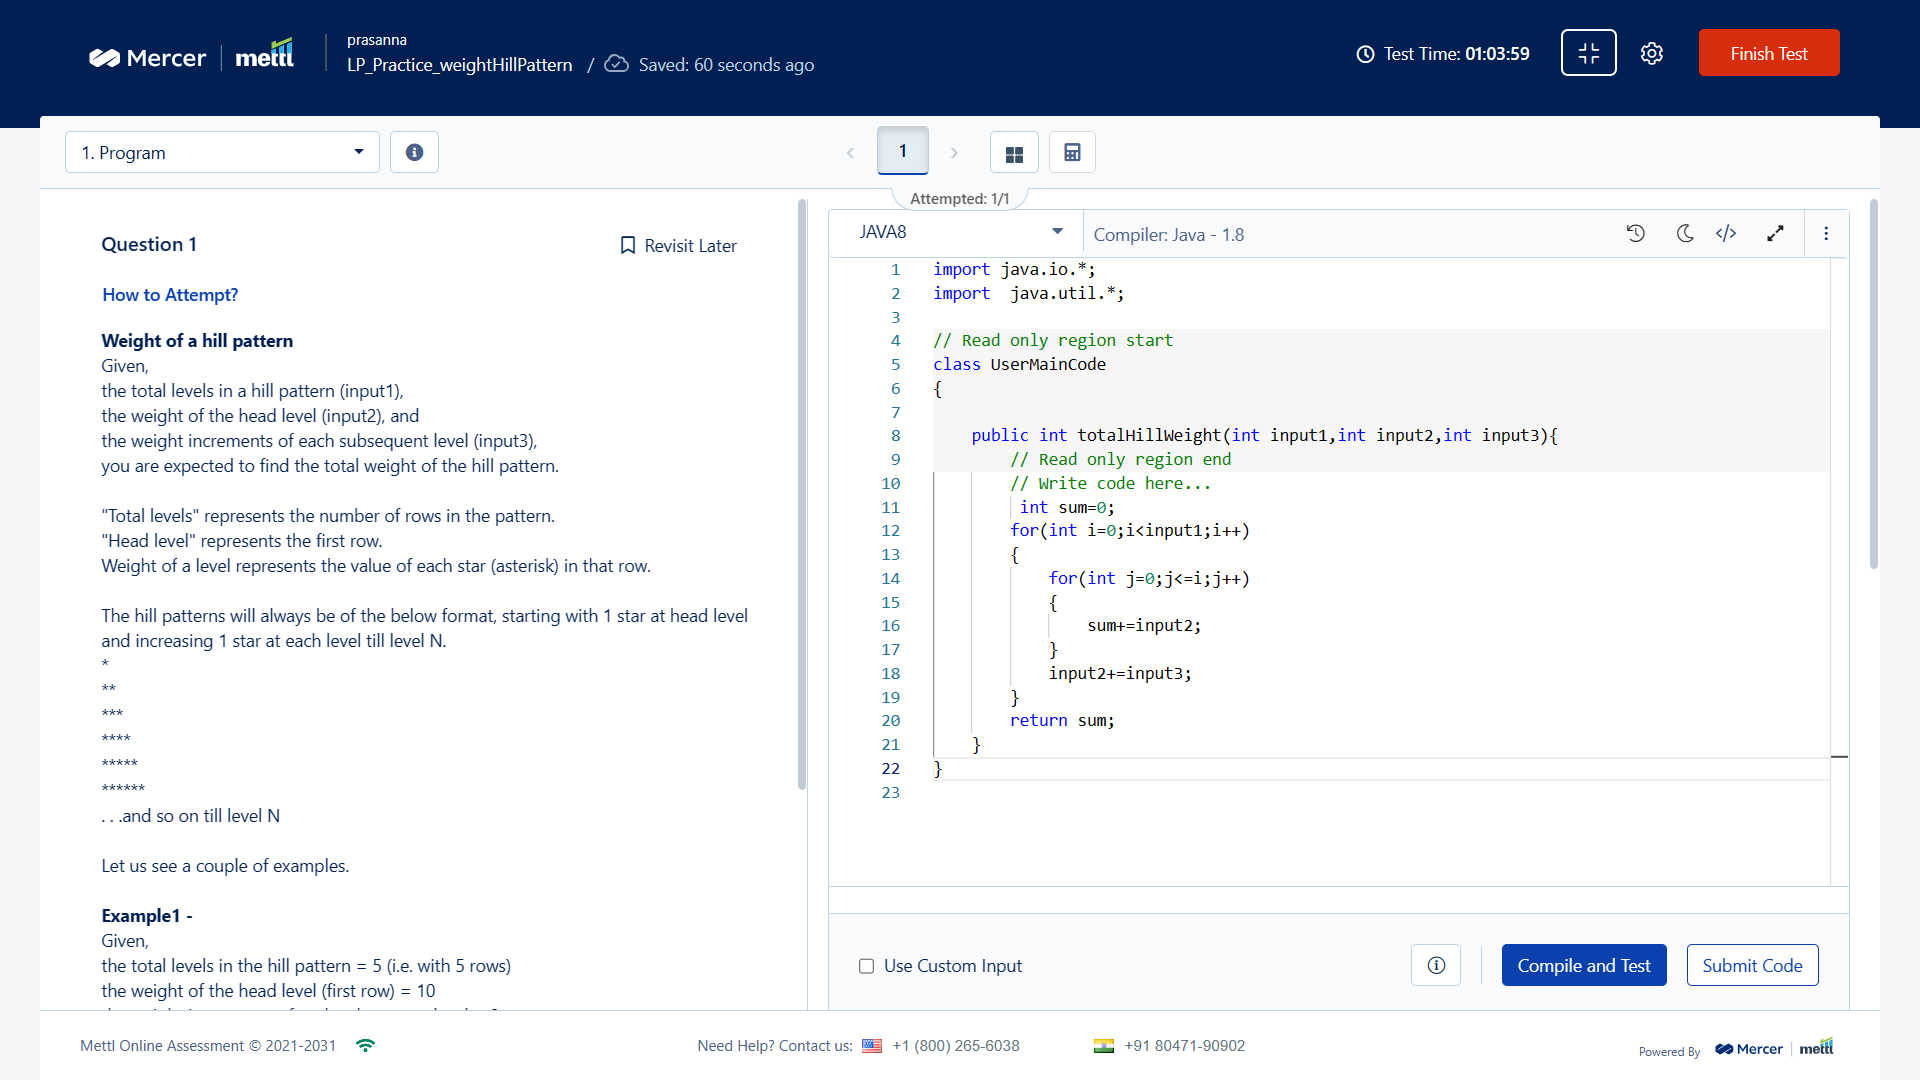 Mercer | mettl
prasanna
LP_Practice_weightHillPattern / Saved: 60 seconds ago
Test Time: 01:03:59
Finish Test
1. Program
1
Attempted: 1/1
Question 1
Revisit Later
How to Attempt?
Weight of a hill pattern
Given,
the total levels in a hill pattern (input1),
the weight of the head level (input2), and
the weight increments of each subsequent level (input3),
you are expected to find the total weight of the hill pattern.
"Total levels" represents the number of rows in the pattern.
"Head level" represents the first row.
Weight of a level represents the value of each star (asterisk) in that row.
The hill patterns will always be of the below format, starting with 1 star at head level
and increasing 1 star at each level till level N.
*
**
***
****
*****
******
. . .and so on till level N
Let us see a couple of examples.
Example1 -
Given,
the total levels in the hill pattern = 5 (i.e. with 5 rows)
the weight of the head level (first row) = 10
JAVA8
Compiler: Java - 1.8
1 import java.io.*;
2 import  java.util.*;
3
4 // Read only region start
5 class UserMainCode
6 {
7
8     public int totalHillWeight(int input1,int input2,int input3){
9         // Read only region end
10         // Write code here...
11          int sum=0;
12         for(int i=0;i<input1;i++)
13         {
14             for(int j=0;j<=i;j++)
15             {
16                 sum+=input2;
17             }
18             input2+=input3;
19         }
20         return sum;
21     }
22 }
23
Use Custom Input
Compile and Test
Submit Code
Mettl Online Assessment © 2021-2031
Need Help? Contact us: +1 (800) 265-6038
+91 80471-90902
Powered By Mercer | mettl